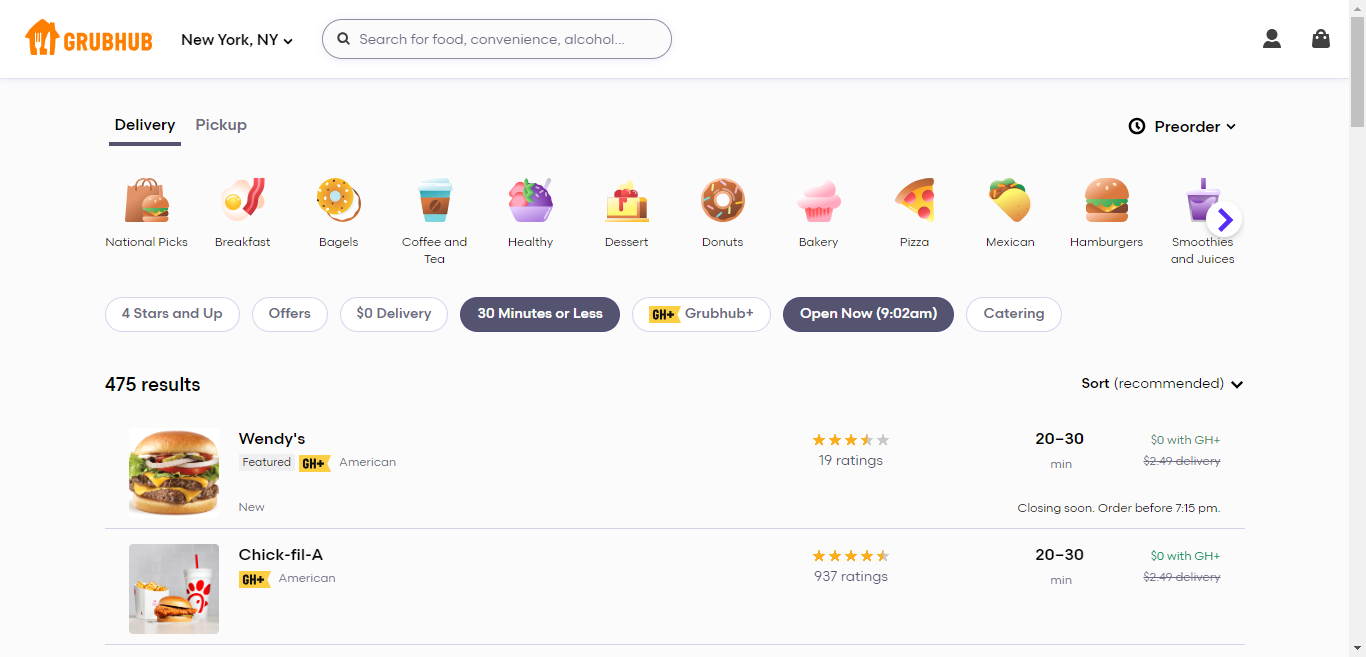 GRUBHUB
New York, NY
Search for food, convenience, alcohol...
Delivery
Pickup
Preorder
National Picks
Breakfast
Bagels
Coffee and
Tea
Healthy
Dessert
Donuts
Bakery
Pizza
Mexican
Hamburgers
Smoothies
and Juices
4 Stars and Up
Offers
$0 Delivery
30 Minutes or Less
GH+ Grubhub+
Open Now (9:02am)
Catering
475 results
Sort (recommended)
Wendy's
Featured GH+ American
New
19 ratings
20–30
min
$0 with GH+
$2.49 delivery
Closing soon. Order before 7:15 pm.
Chick-fil-A
GH+ American
937 ratings
20–30
min
$0 with GH+
$2.49 delivery